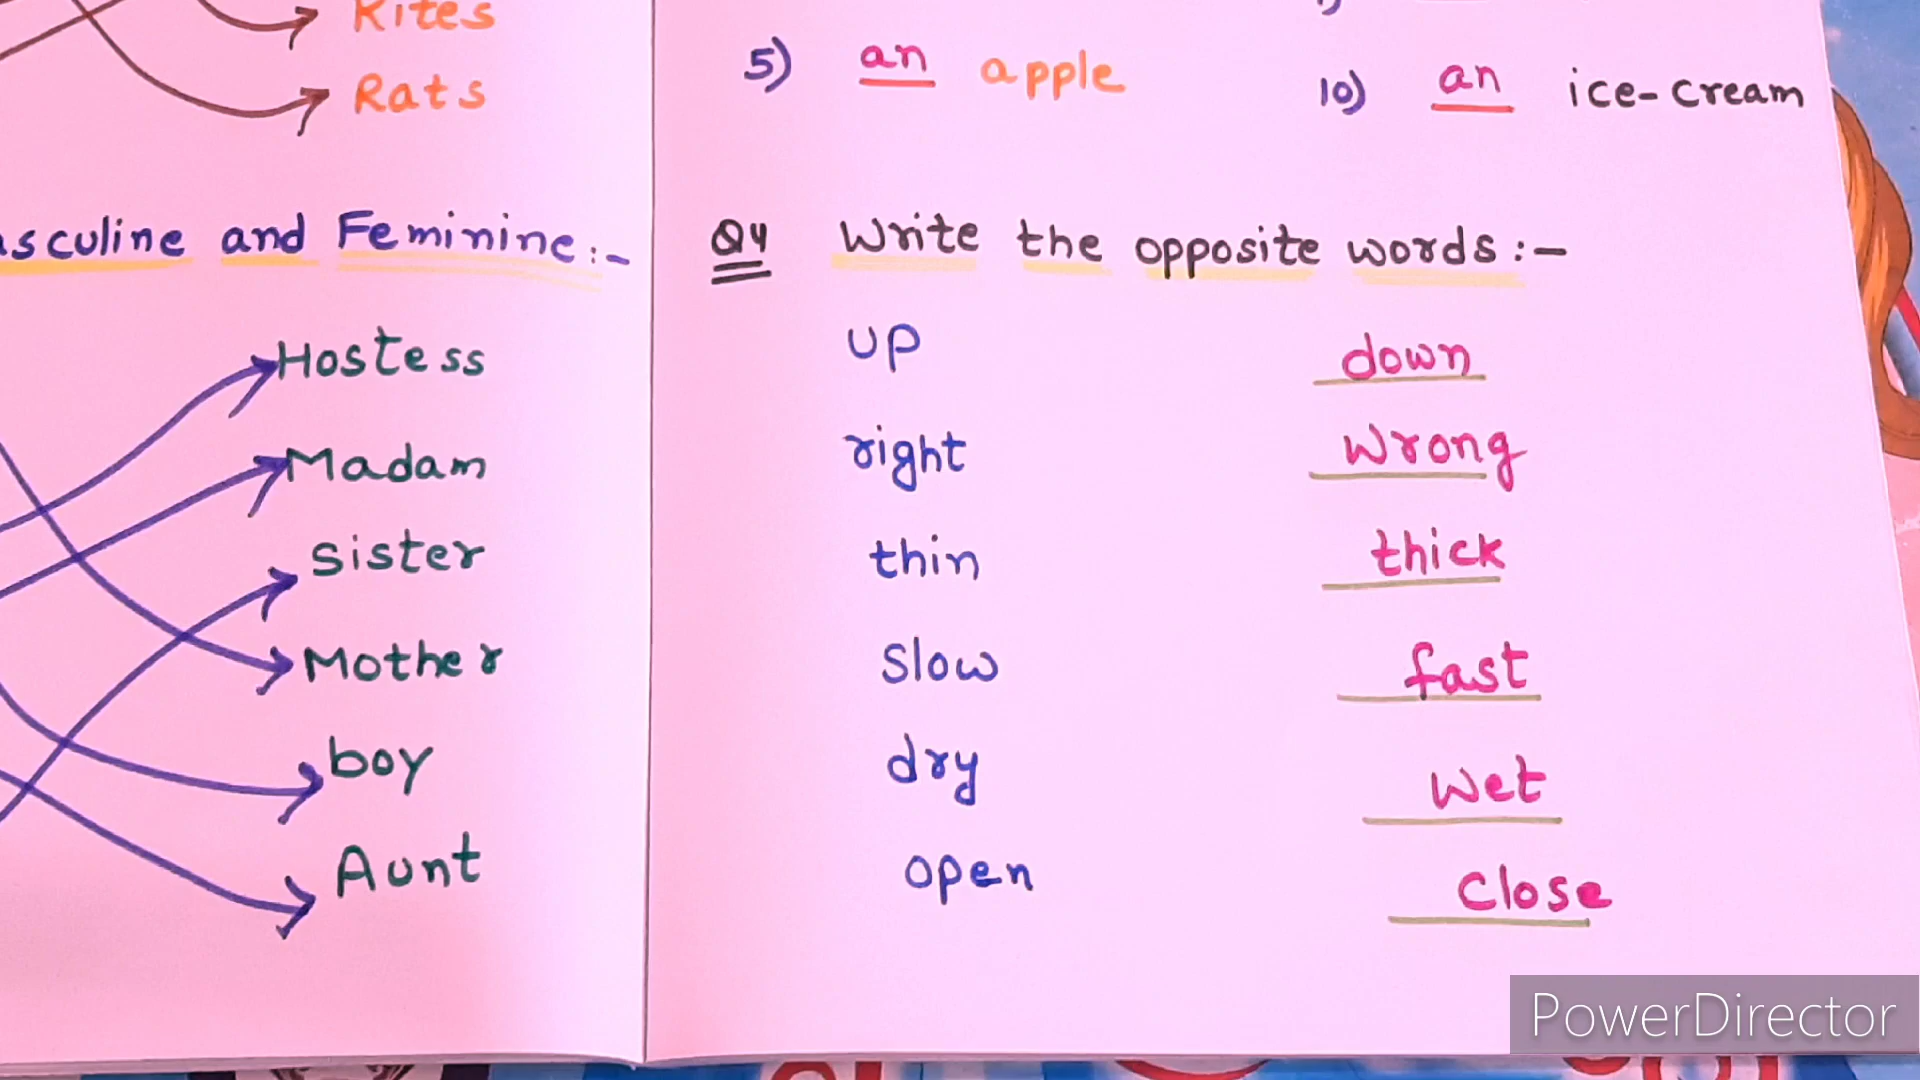 Kites
Rats
asculine and Feminine:-
Hostess
Madam
Sister
Mother
boy
Aunt
5) an apple
10) an ice-cream
Q4 Write the opposite words:-
up down
right wrong
thin thick
slow fast
dry wet
open close
PowerDirector